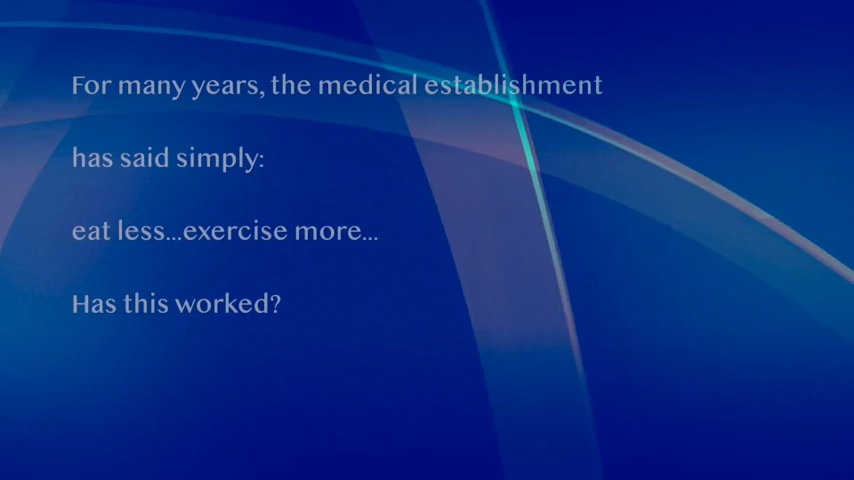 For many years, the medical establishment
has said simply:
eat less...exercise more...
Has this worked?